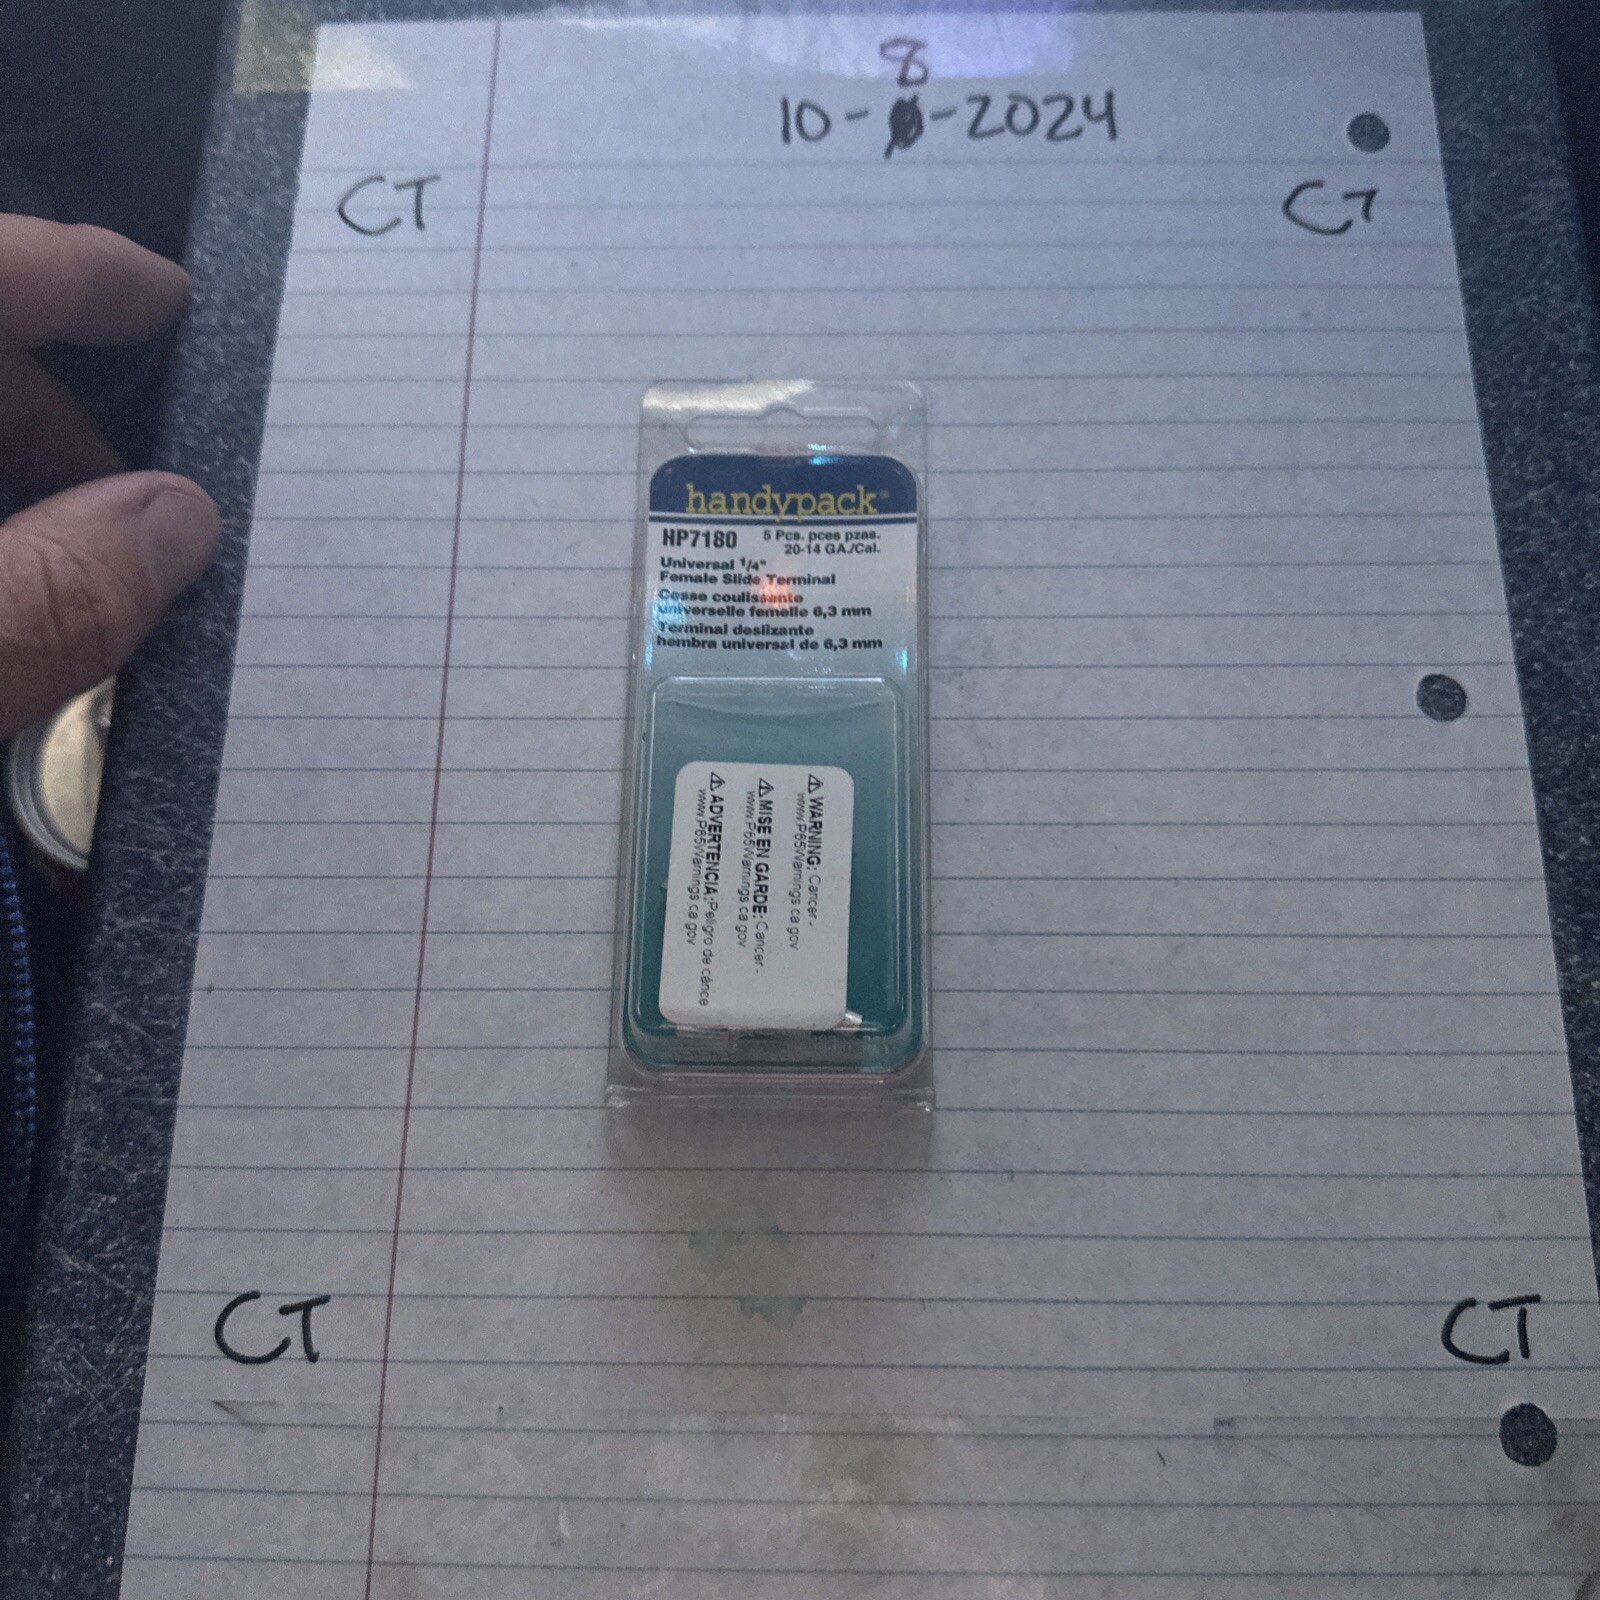 8
10--2024
CT
CT
handypack®
HP7180
5 Pcs. pces pzas.
20-14 GA./Cal.
Universal 1/4"
Female Slide Terminal
Cosse coulissante
universelle femelle 6,3 mm
Terminal deslizante
hembra universal de 6,3 mm
⚠ WARNING: Cancer -
www.P65Warnings.ca.gov
⚠ MISE EN GARDE: Cancer -
www.P65Warnings.ca.gov
⚠ ADVERTENCIA: Peligro de cánce
www.P65Warnings.ca.gov
CT
CT